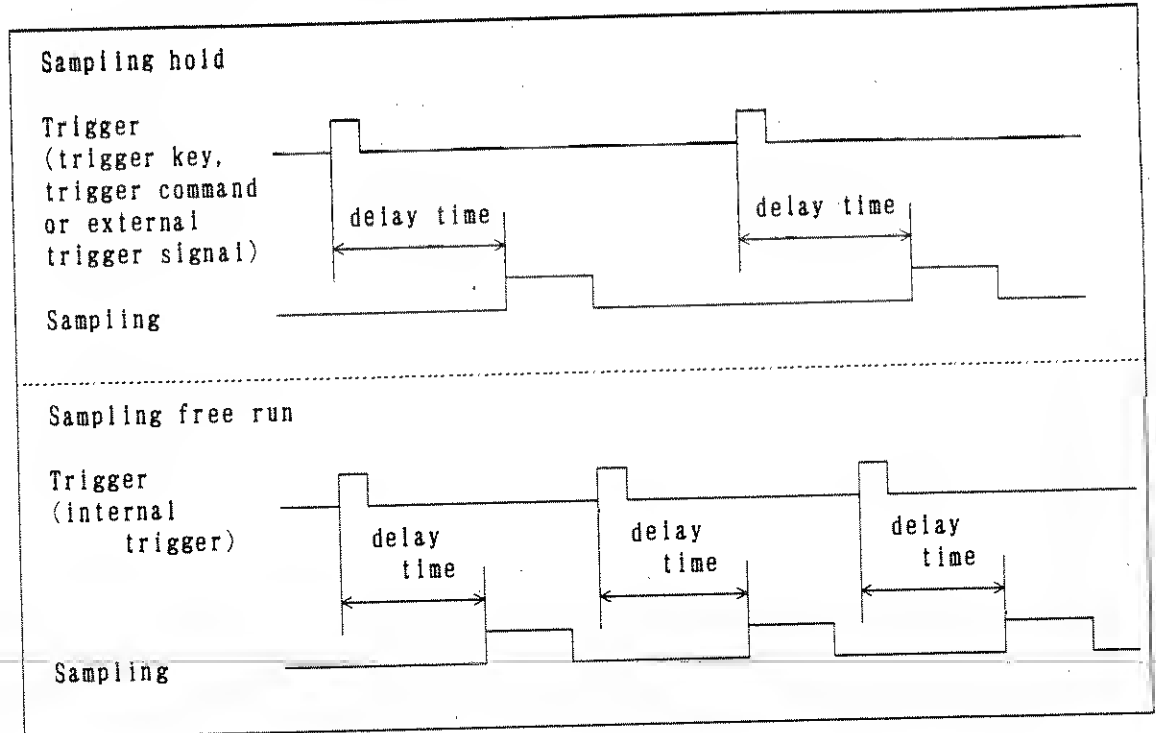 Sampling hold
Trigger
(trigger key,
trigger command
or external
trigger signal)
delay time
delay time
Sampling
Sampling free run
Trigger
(internal
trigger)
delay
time
delay
time
delay
time
Sampling